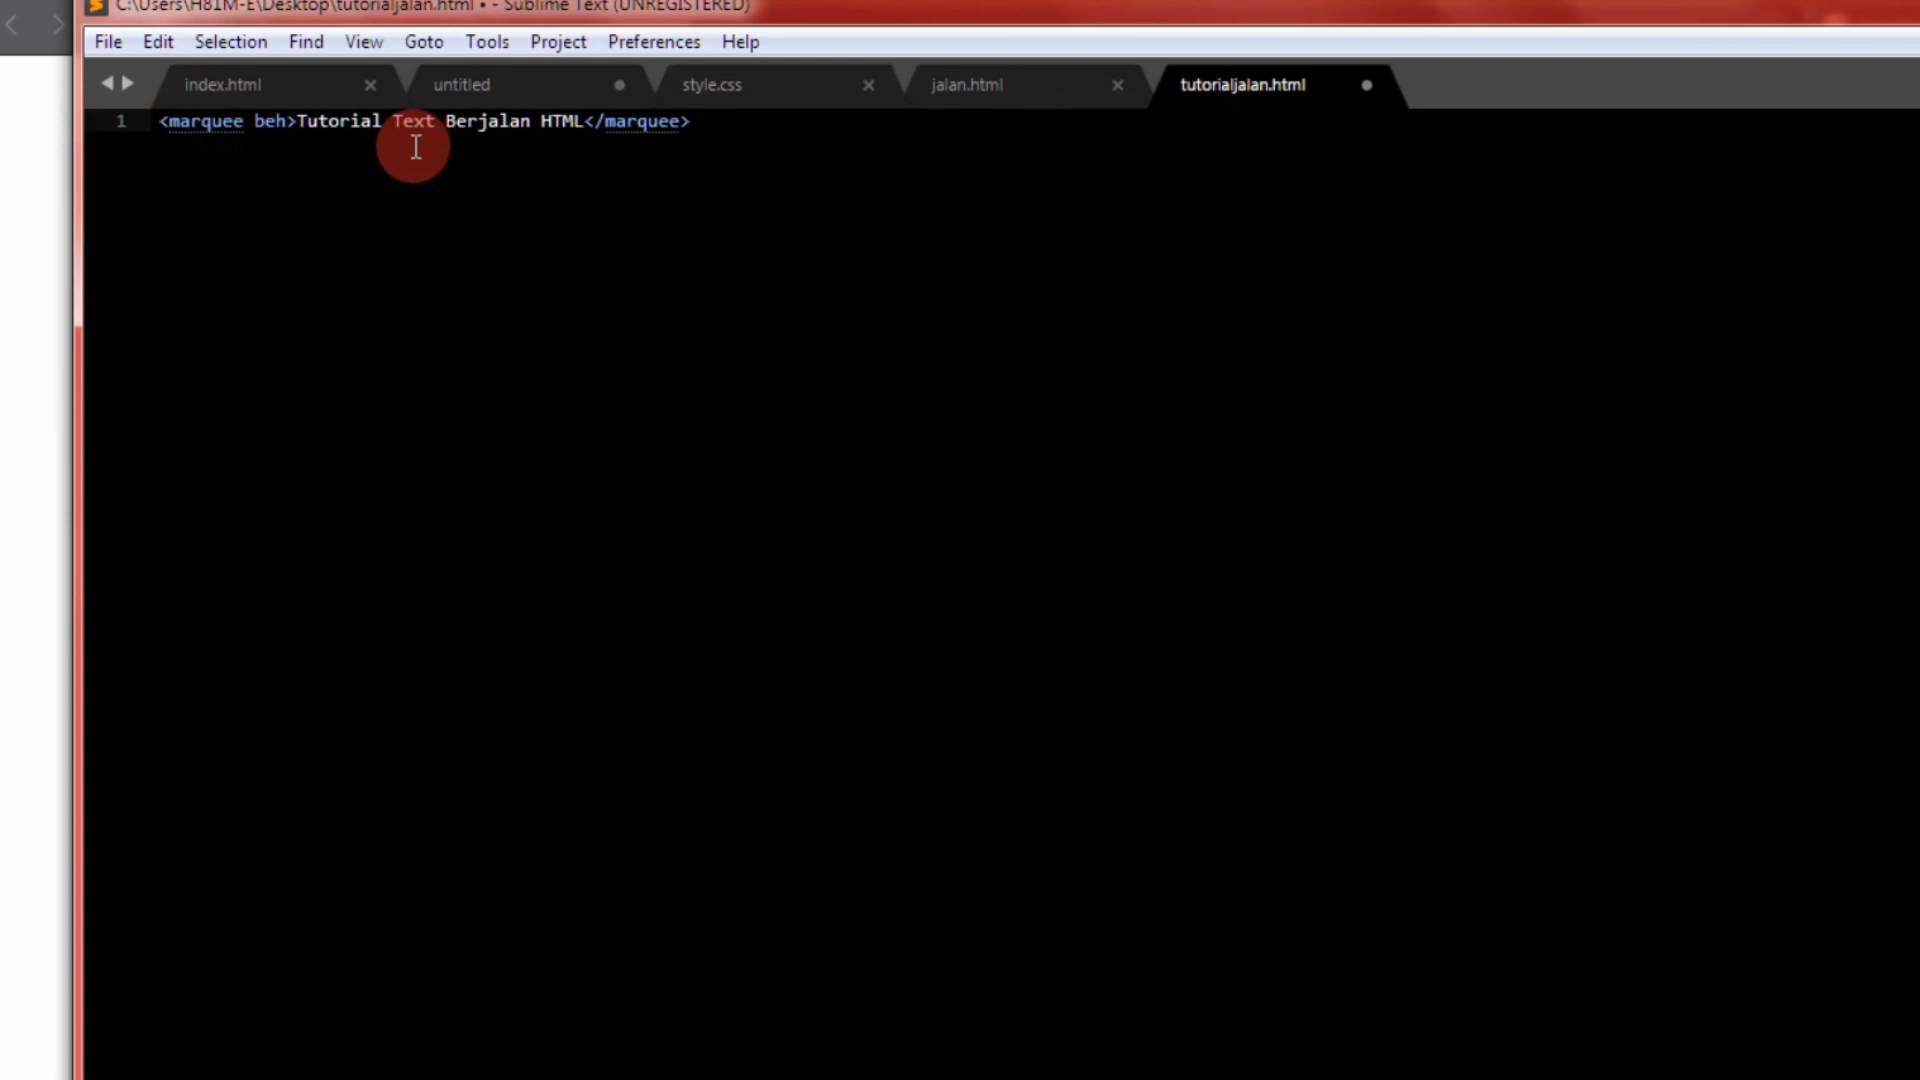 C:\Users\H81M-E\Desktop\tutorialjalan.html • - Sublime Text (UNREGISTERED)
File Edit Selection Find View Goto Tools Project Preferences Help
index.html untitled style.css jalan.html tutorialjalan.html
1 <marquee beh>Tutorial Text Berjalan HTML</marquee>